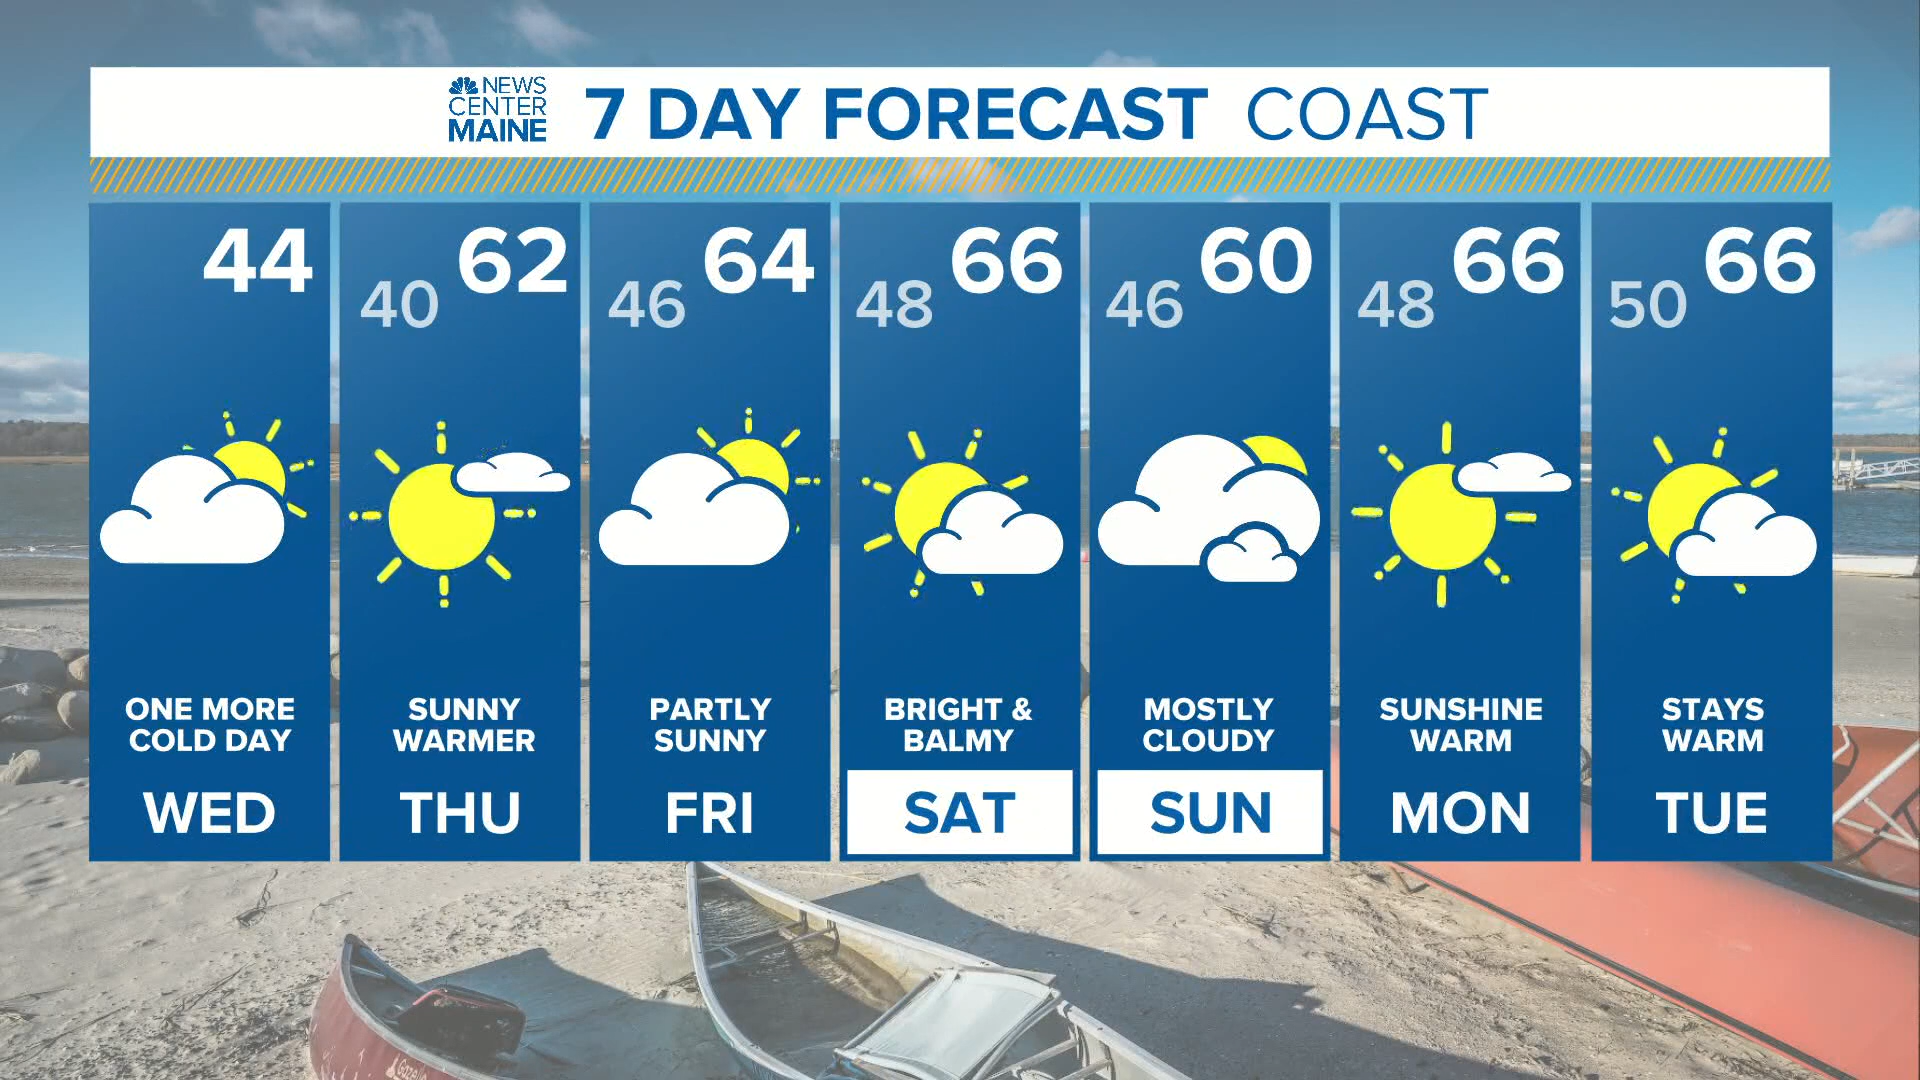 NEWS
CENTER
MAINE
7 DAY FORECAST COAST
44
40 62
46 64
48 66
46 60
48 66
50 66
ONE MORE
COLD DAY
SUNNY
WARMER
PARTLY
SUNNY
BRIGHT &
BALMY
MOSTLY
CLOUDY
SUNSHINE
WARM
STAYS
WARM
WED
THU
FRI
SAT
SUN
MON
TUE